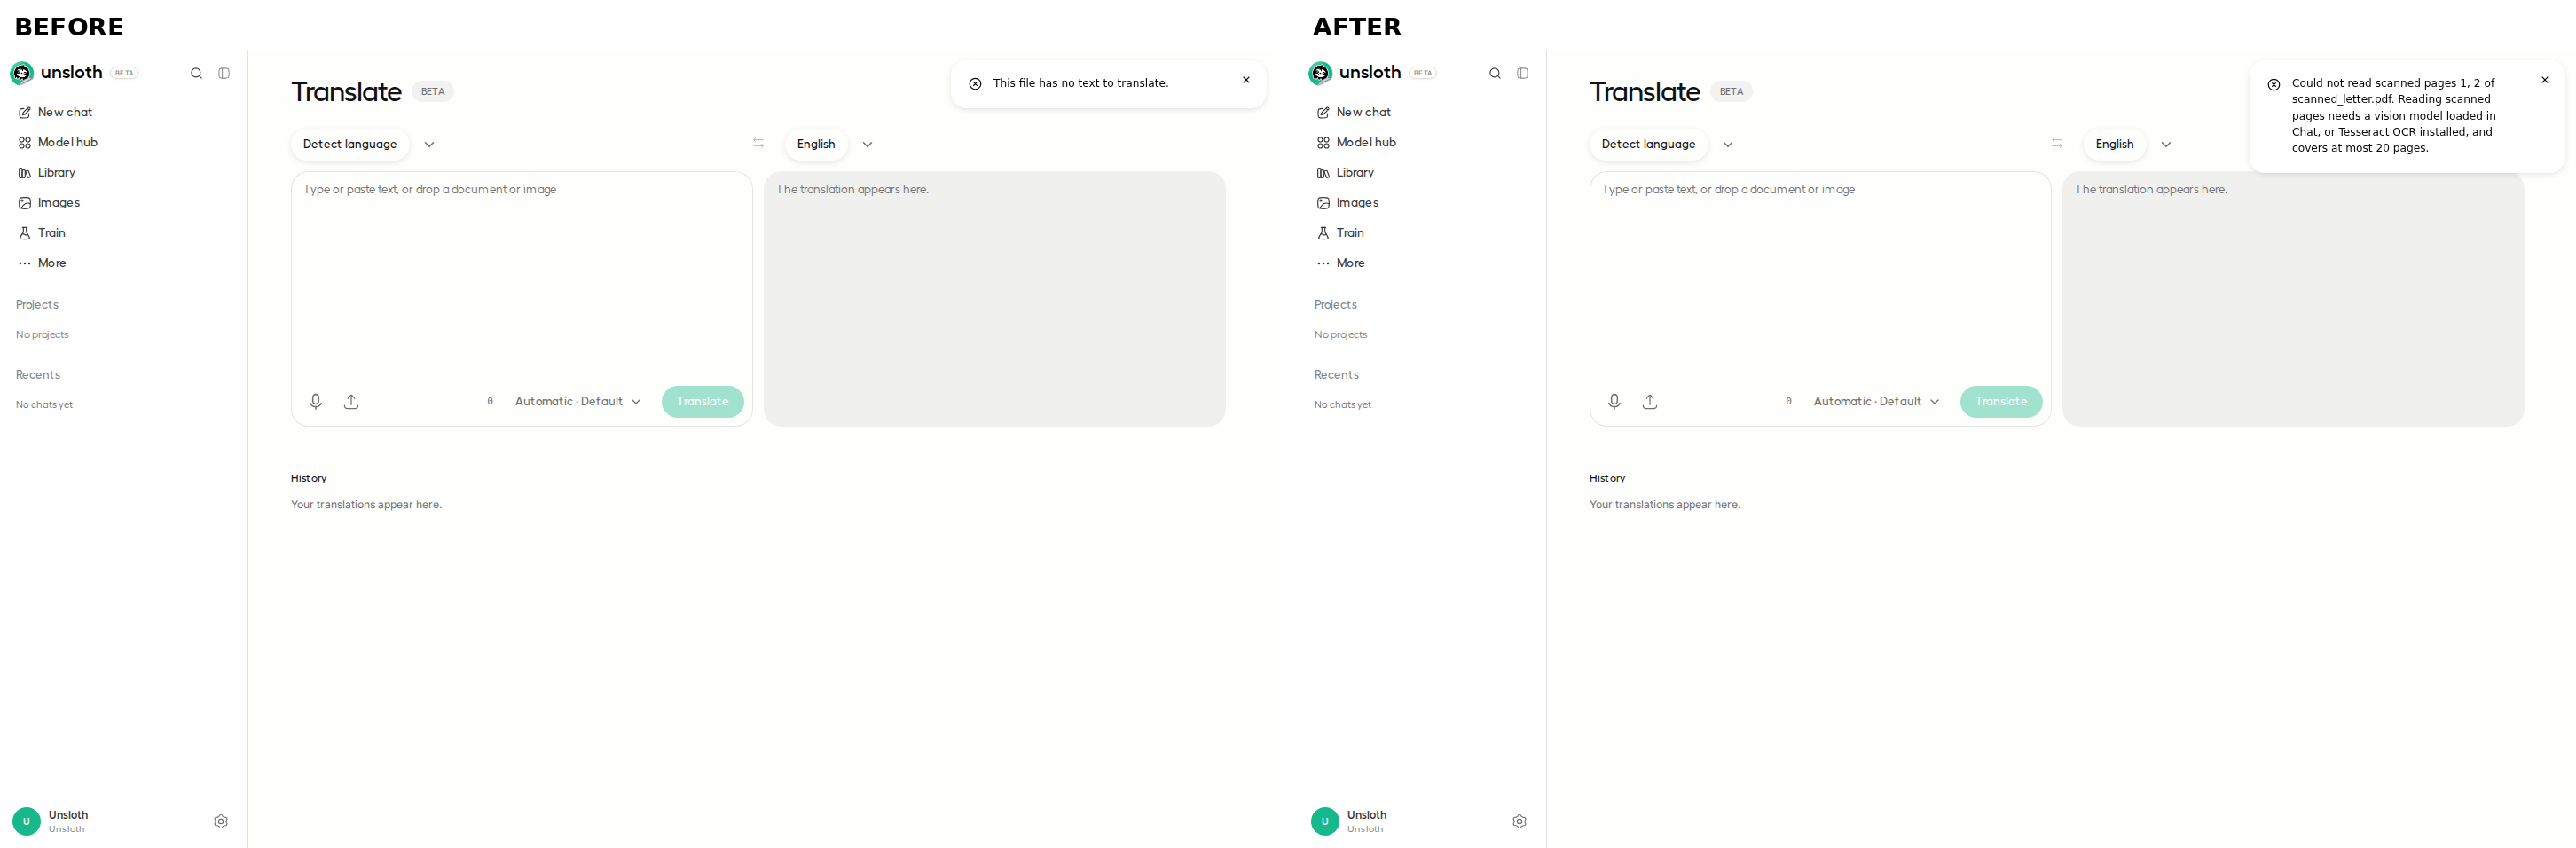 BEFORE
unsloth BETA
New chat
Model hub
Library
Images
Train
More
Projects
No projects
Recents
No chats yet
U
Unsloth
Unsloth
Translate BETA
This file has no text to translate.
Detect language
English
Type or paste text, or drop a document or image
The translation appears here.
0
Automatic · Default
Translate
History
Your translations appear here.
AFTER
unsloth BETA
New chat
Model hub
Library
Images
Train
More
Projects
No projects
Recents
No chats yet
U
Unsloth
Unsloth
Translate BETA
Could not read scanned pages 1, 2 of
scanned_letter.pdf. Reading scanned
pages needs a vision model loaded in
Chat, or Tesseract OCR installed, and
covers at most 20 pages.
Detect language
English
Type or paste text, or drop a document or image
The translation appears here.
0
Automatic · Default
Translate
History
Your translations appear here.